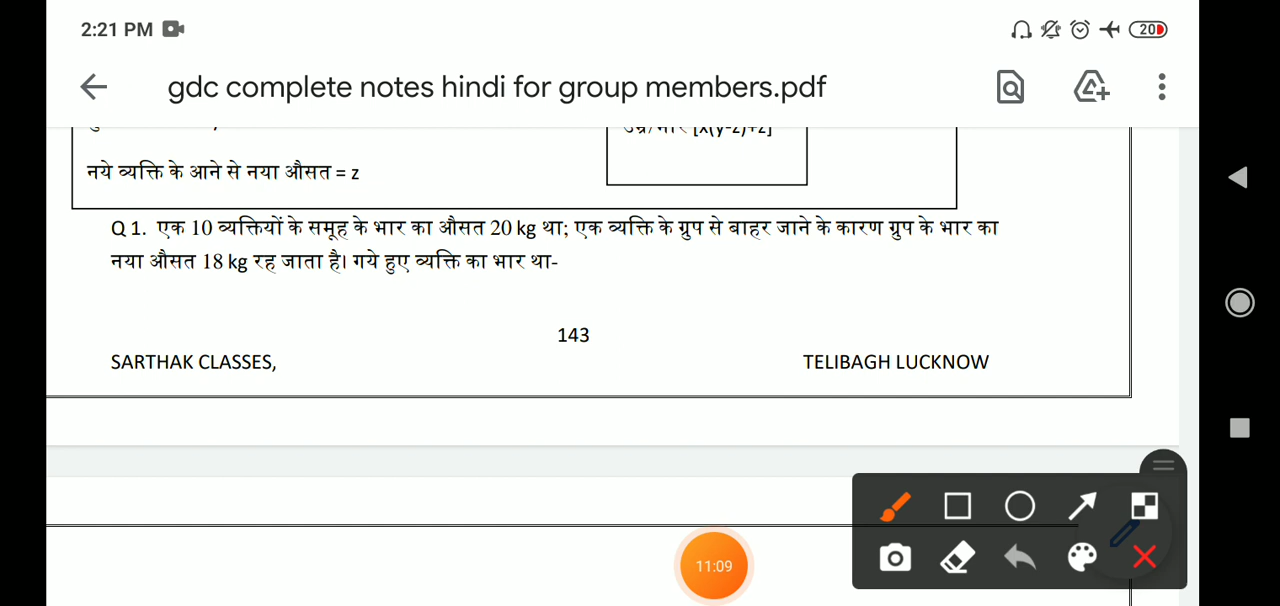 2:21 PM
20
gdc complete notes hindi for group members.pdf
[x(y-z)+z]
नये व्यक्ति के आने से नया औसत = z
Q 1. एक 10 व्यक्तियों के समूह के भार का औसत 20 kg था; एक व्यक्ति के ग्रुप से बाहर जाने के कारण ग्रुप के भार का
नया औसत 18 kg रह जाता है। गये हुए व्यक्ति का भार था-
143
SARTHAK CLASSES,
TELIBAGH LUCKNOW
11:09